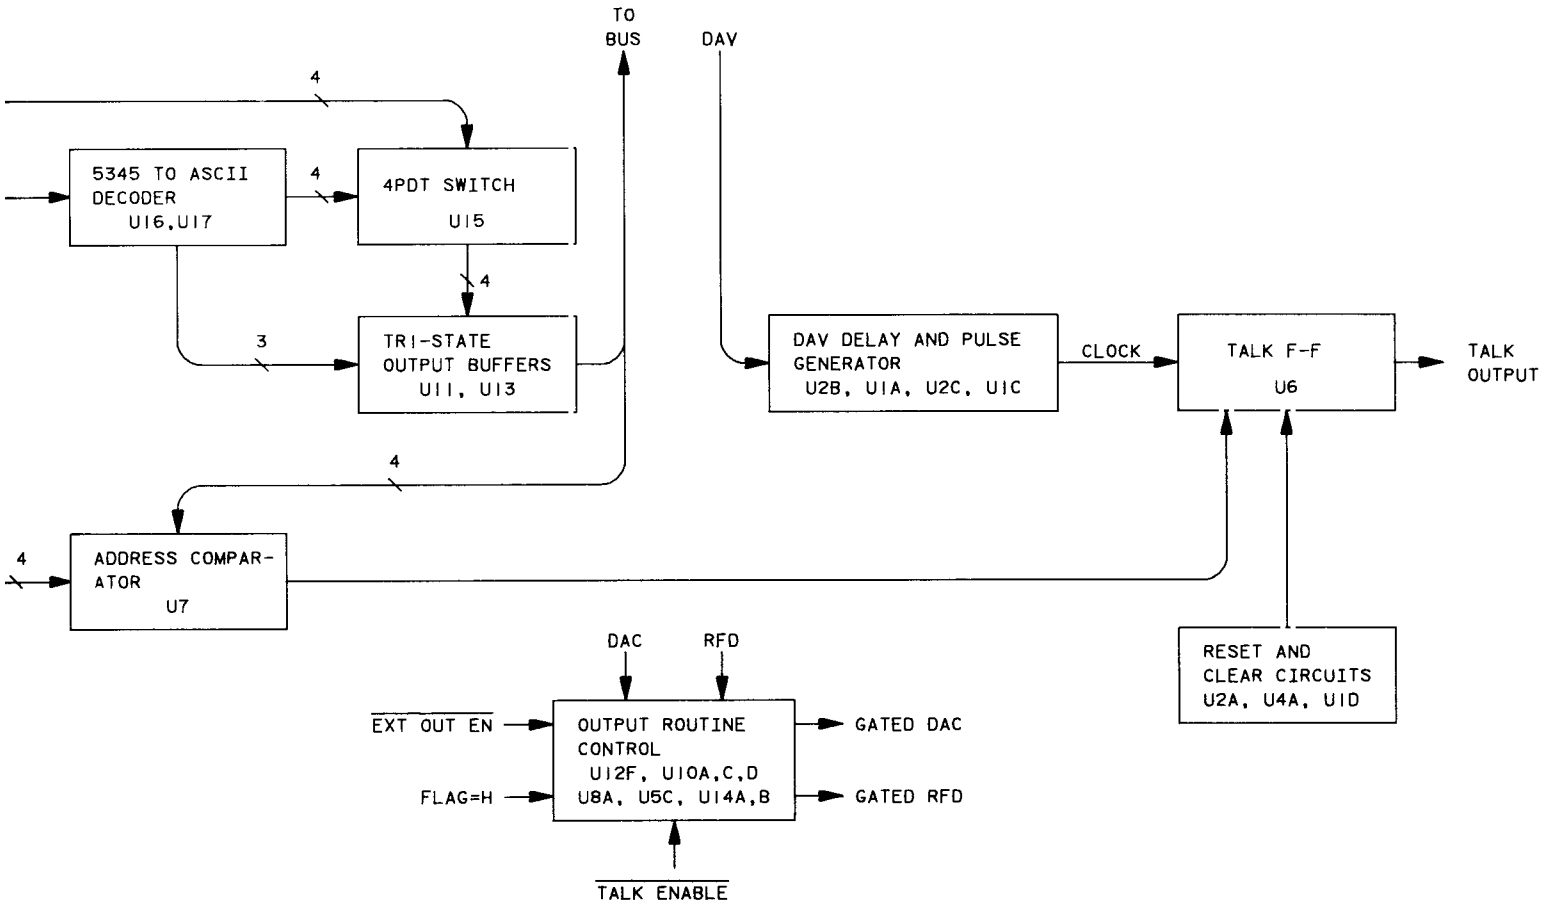 TO
BUS
DAV
4
5345 TO ASCII
DECODER
U16,U17
4
4PDT SWITCH
U15
4
3
TRI-STATE
OUTPUT BUFFERS
U11, U13
DAV DELAY AND PULSE
GENERATOR
U2B, U1A, U2C, U1C
CLOCK
TALK F-F
U6
TALK
OUTPUT
4
4
ADDRESS COMPAR-
ATOR
U7
RESET AND
CLEAR CIRCUITS
U2A, U4A, U1D
DAC
RFD
EXT OUT EN
OUTPUT ROUTINE
CONTROL
U12F, U10A,C,D
U8A, U5C, U14A,B
GATED DAC
FLAG=H
GATED RFD
TALK ENABLE